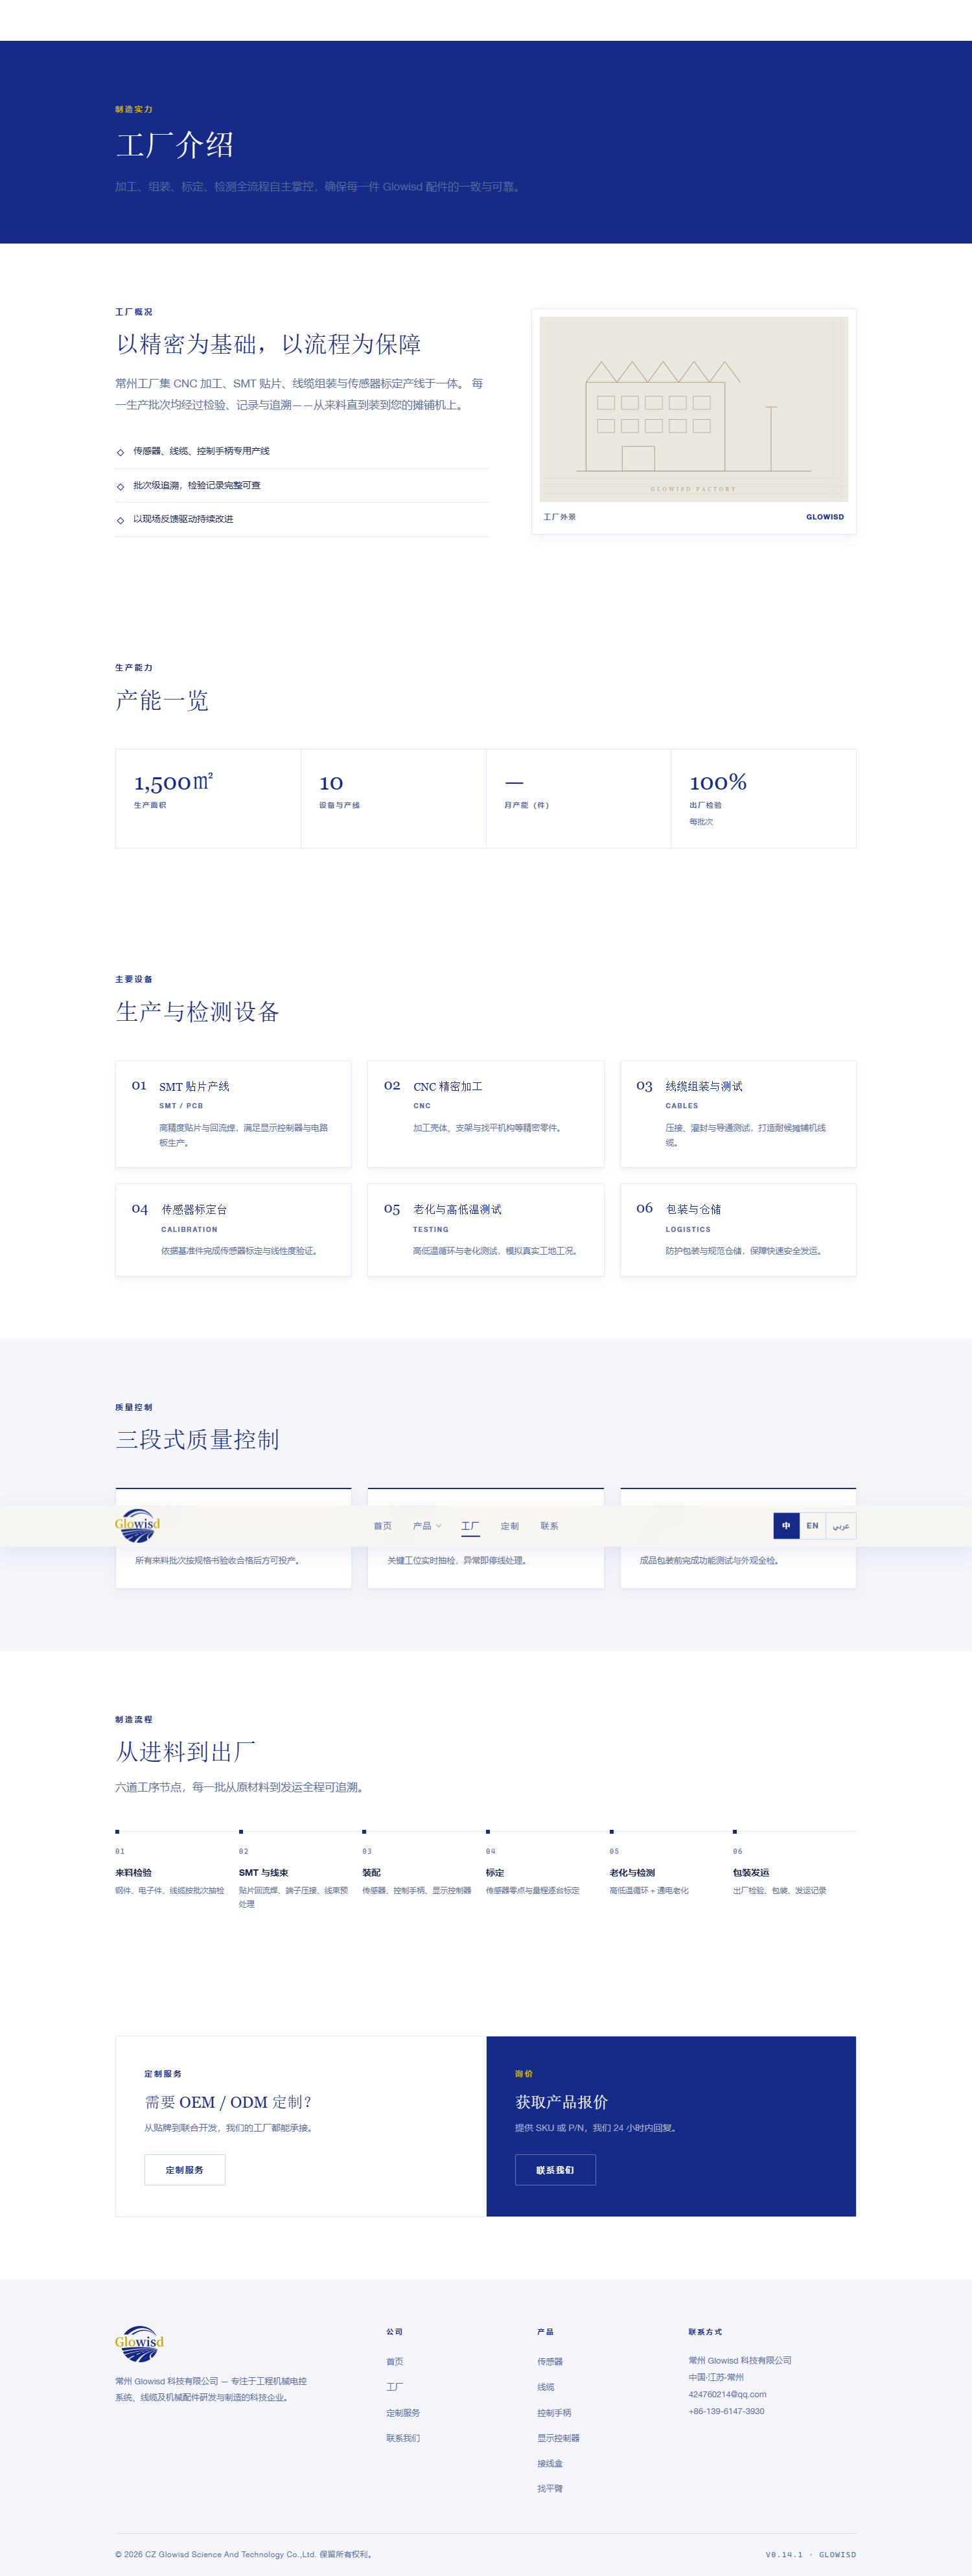 制造实力
工厂介绍
加工、组装、标定、检测全流程自主掌控，确保每一件 Glowisd 配件的一致与可靠。
工厂概况
以精密为基础，以流程为保障
常州工厂集 CNC 加工、SMT 贴片、线缆组装与传感器标定产线于一体。 每
一生产批次均经过检验、记录与追溯——从来料直到装到您的摊铺机上。
传感器、线缆、控制手柄专用产线
批次级追溯，检验记录完整可查
以现场反馈驱动持续改进
GLOWISD FACTORY
工厂外景
GLOWISD
生产能力
产能一览
1,500㎡
生产面积
10
设备与产线
—
月产能（件）
100%
出厂检验
每批次
主要设备
生产与检测设备
01 SMT 贴片产线
SMT / PCB
高精度贴片与回流焊，满足显示控制器与电路
板生产。
02 CNC 精密加工
CNC
加工壳体、支架与找平机构等精密零件。
03 线缆组装与测试
CABLES
压接、灌封与导通测试，打造耐候摊铺机线
缆。
04 传感器标定台
CALIBRATION
依据基准件完成传感器标定与线性度验证。
05 老化与高低温测试
TESTING
高低温循环与老化测试，模拟真实工地工况。
06 包装与仓储
LOGISTICS
防护包装与规范仓储，保障快速安全发运。
质量控制
三段式质量控制
Glowisd
首页 产品 工厂 定制 联系
中 EN عربي
所有来料批次按规格书验收合格后方可投产。
关键工位实时抽检，异常即停线处理。
成品包装前完成功能测试与外观全检。
制造流程
从进料到出厂
六道工序节点，每一批从原材料到发运全程可追溯。
01
来料检验
铜件、电子件、线缆按批次抽检
02
SMT 与线束
贴片回流焊、端子压接、线束预
处理
03
装配
传感器、控制手柄、显示控制器
04
标定
传感器零点与量程逐台标定
05
老化与检测
高低温循环 + 通电老化
06
包装发运
出厂检验、包装、发运记录
定制服务
需要 OEM / ODM 定制？
从贴牌到联合开发，我们的工厂都能承接。
定制服务
询价
获取产品报价
提供 SKU 或 P/N，我们 24 小时内回复。
联系我们
Glowisd
常州 Glowisd 科技有限公司 — 专注于工程机械电控
系统、线缆及机械配件研发与制造的科技企业。
公司
首页
工厂
定制服务
联系我们
产品
传感器
线缆
控制手柄
显示控制器
接线盒
找平臂
联系方式
常州 Glowisd 科技有限公司
中国·江苏·常州
424760214@qq.com
+86-139-6147-3930
© 2026 CZ Glowisd Science And Technology Co.,Ltd. 保留所有权利。
V0.14.1 · GLOWISD